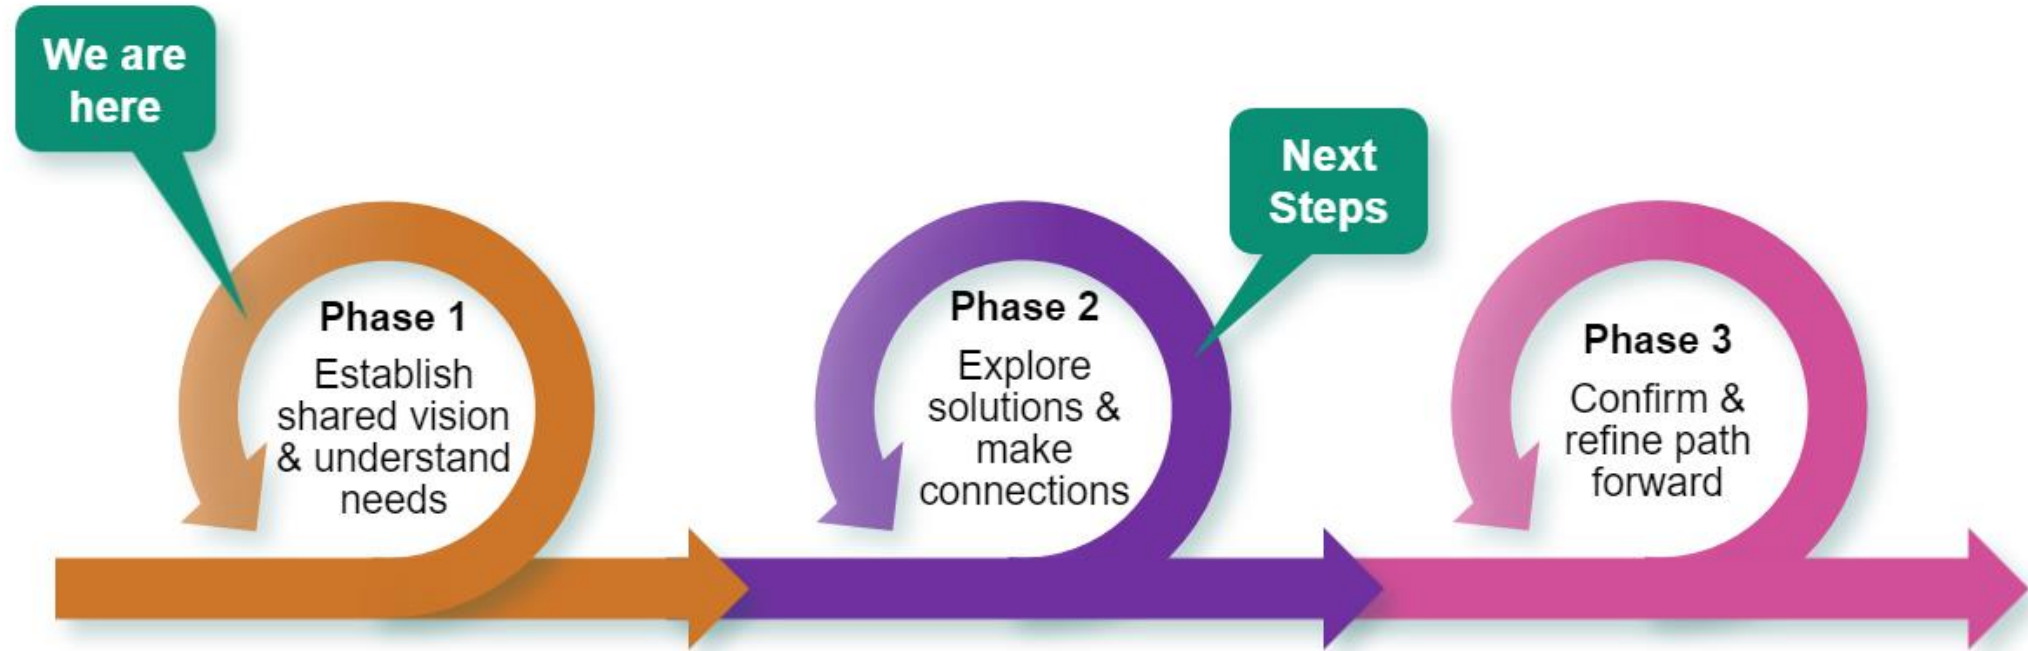 We are
here
Next
Steps
Phase 1
Establish
shared vision
& understand
needs
Phase 2
Explore
solutions &
make
connections
Phase 3
Confirm &
refine path
forward